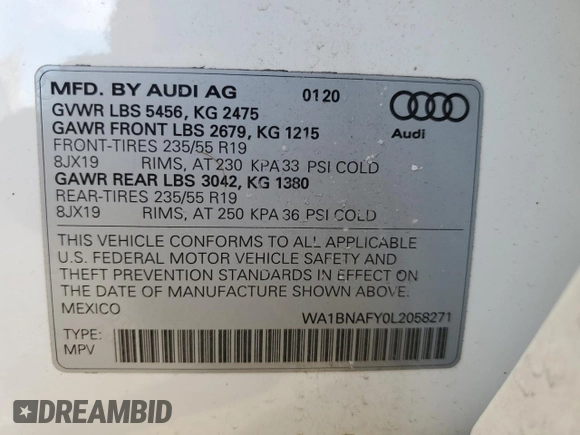 MFD. BY AUDI AG 0120
GVWR LBS 5456, KG 2475
GAWR FRONT LBS 2679, KG 1215
Audi
FRONT-TIRES 235/55 R19
8JX19 RIMS, AT 230 KPA 33 PSI COLD
GAWR REAR LBS 3042, KG 1380
REAR-TIRES 235/55 R19
8JX19 RIMS, AT 250 KPA 36 PSI COLD
THIS VEHICLE CONFORMS TO ALL APPLICABLE
U.S. FEDERAL MOTOR VEHICLE SAFETY AND
THEFT PREVENTION STANDARDS IN EFFECT ON
THE DATE OF MANUFACTURE SHOWN ABOVE.
MEXICO WA1BNAFY0L2058271
TYPE:
MPV
DREAMBID